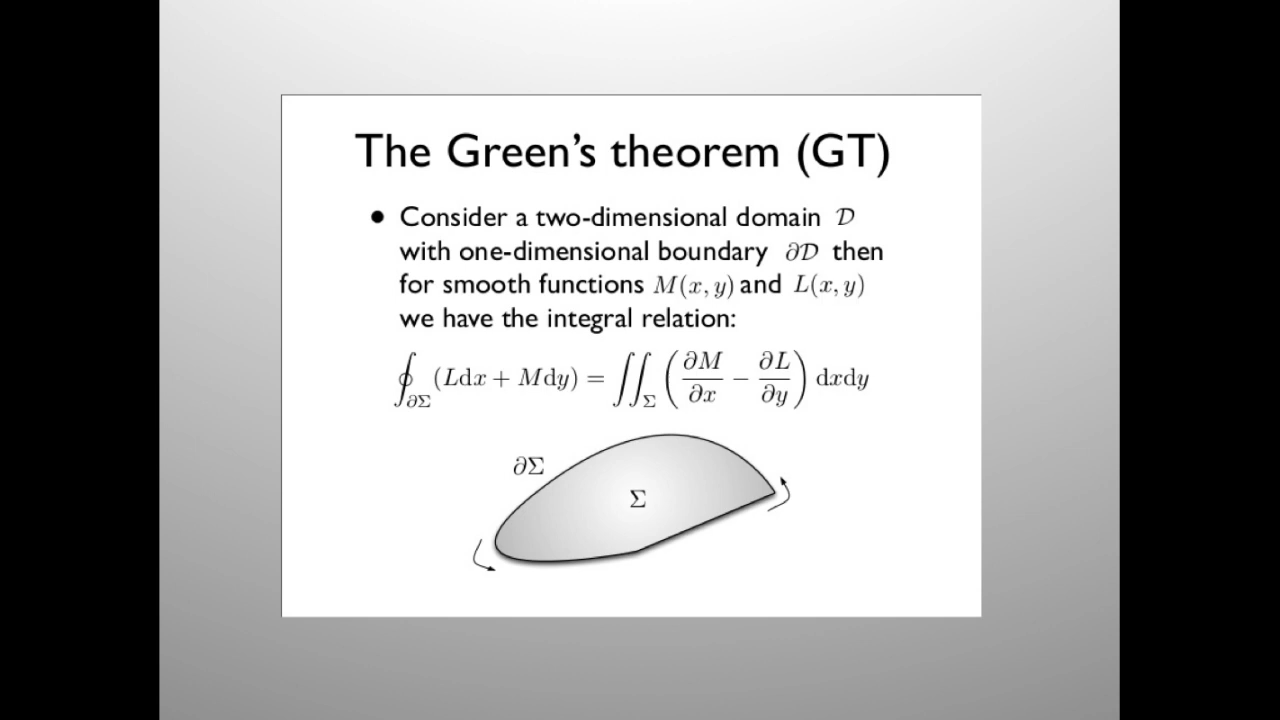 The Green's theorem (GT)
• Consider a two-dimensional domain 𝒟
with one-dimensional boundary ∂𝒟 then
for smooth functions M(x, y) and L(x, y)
we have the integral relation:
∮_∂Σ (Ldx + Mdy) = ∬_Σ (∂M/∂x − ∂L/∂y) dxdy
∂Σ
Σ